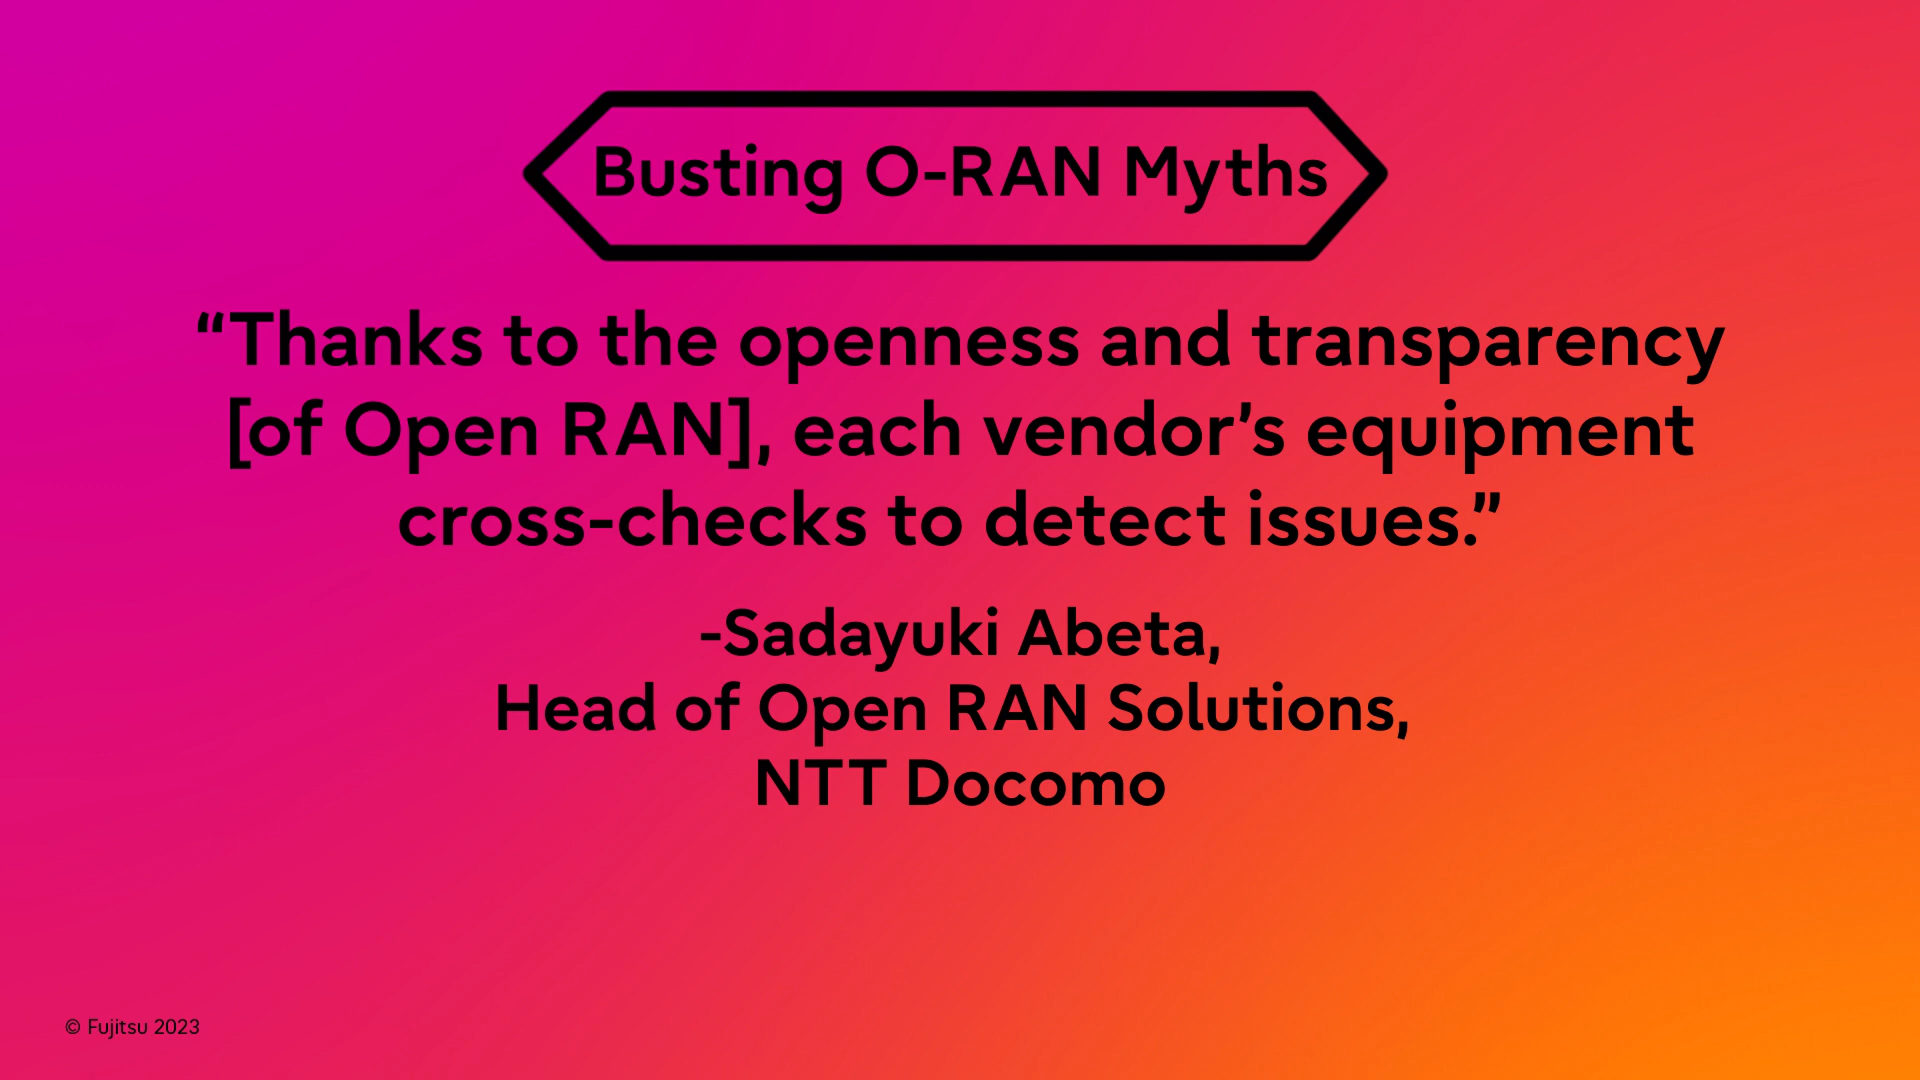 Busting O-RAN Myths
“Thanks to the openness and transparency
[of Open RAN], each vendor’s equipment
cross-checks to detect issues.”
-Sadayuki Abeta,
Head of Open RAN Solutions,
NTT Docomo
© Fujitsu 2023